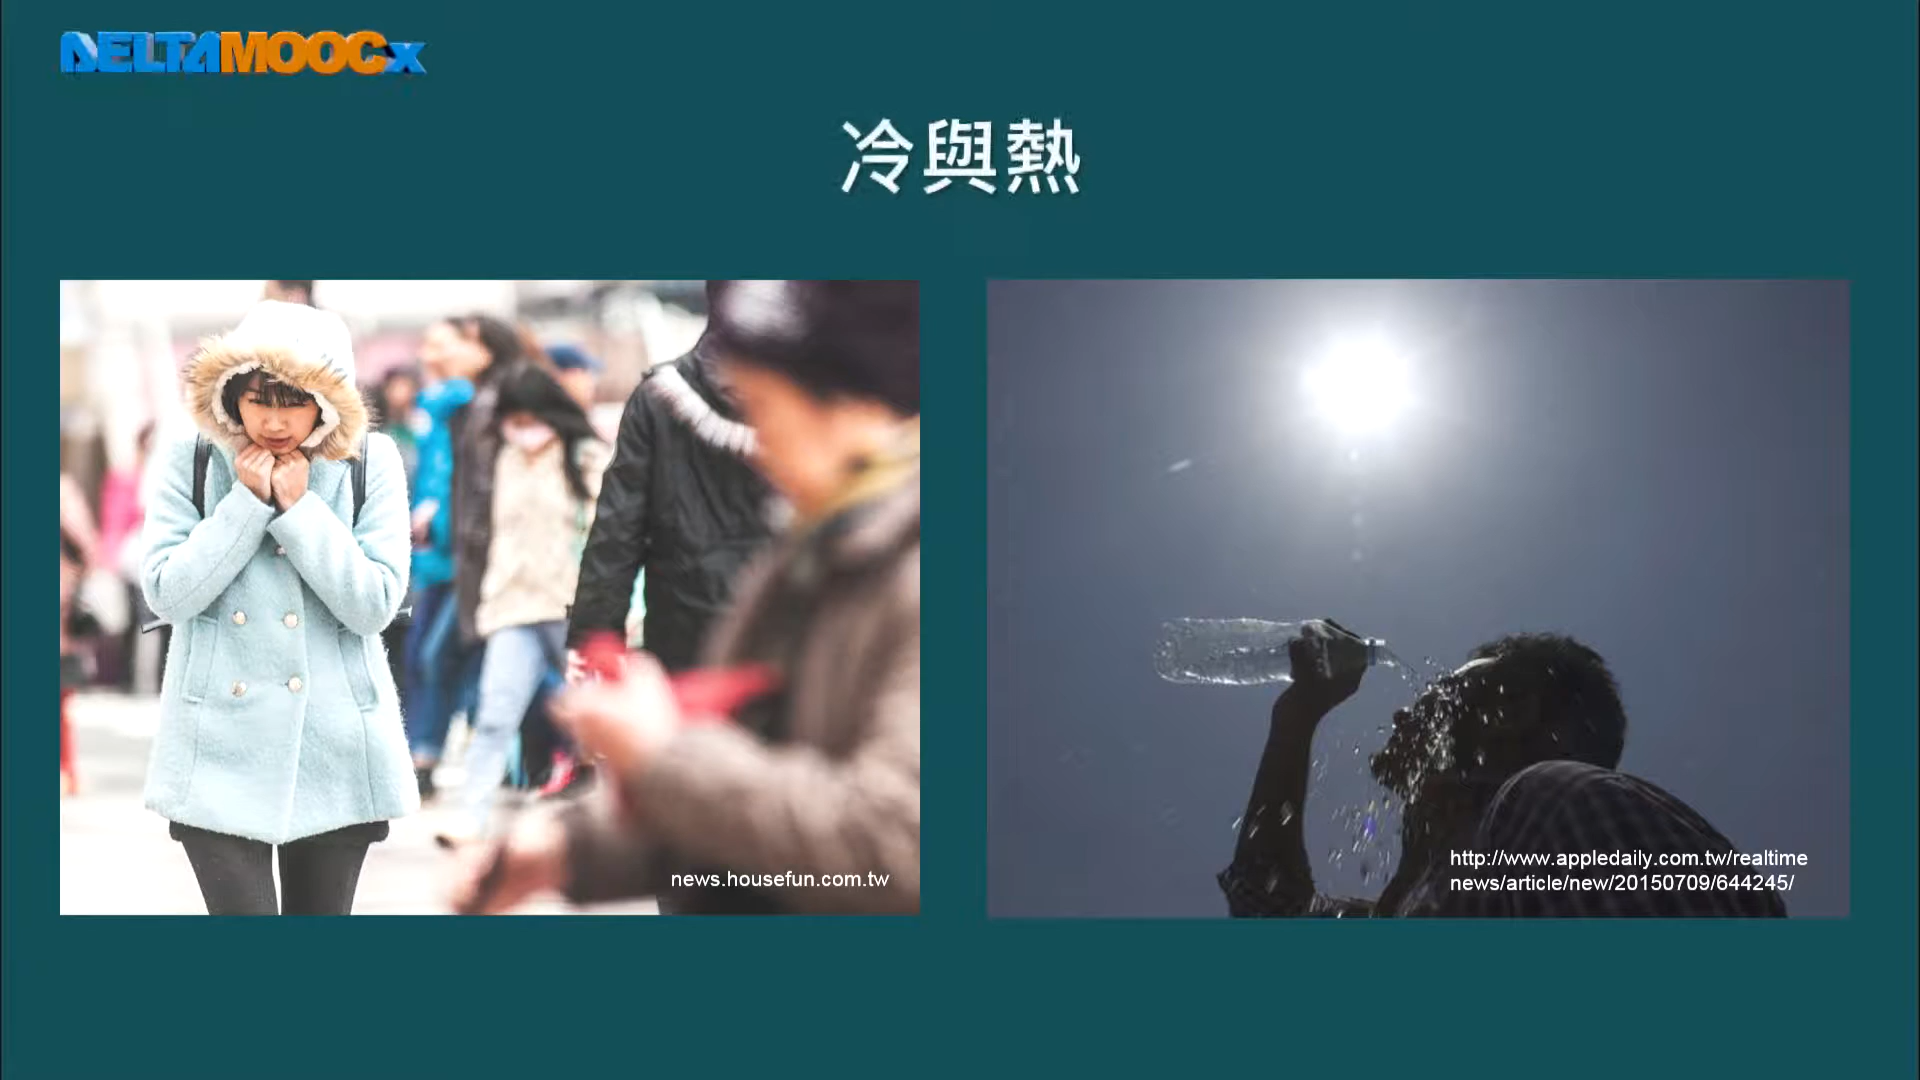 DELTAMOOCx
冷與熱
news.housefun.com.tw
http://www.appledaily.com.tw/realtime
news/article/new/20150709/644245/